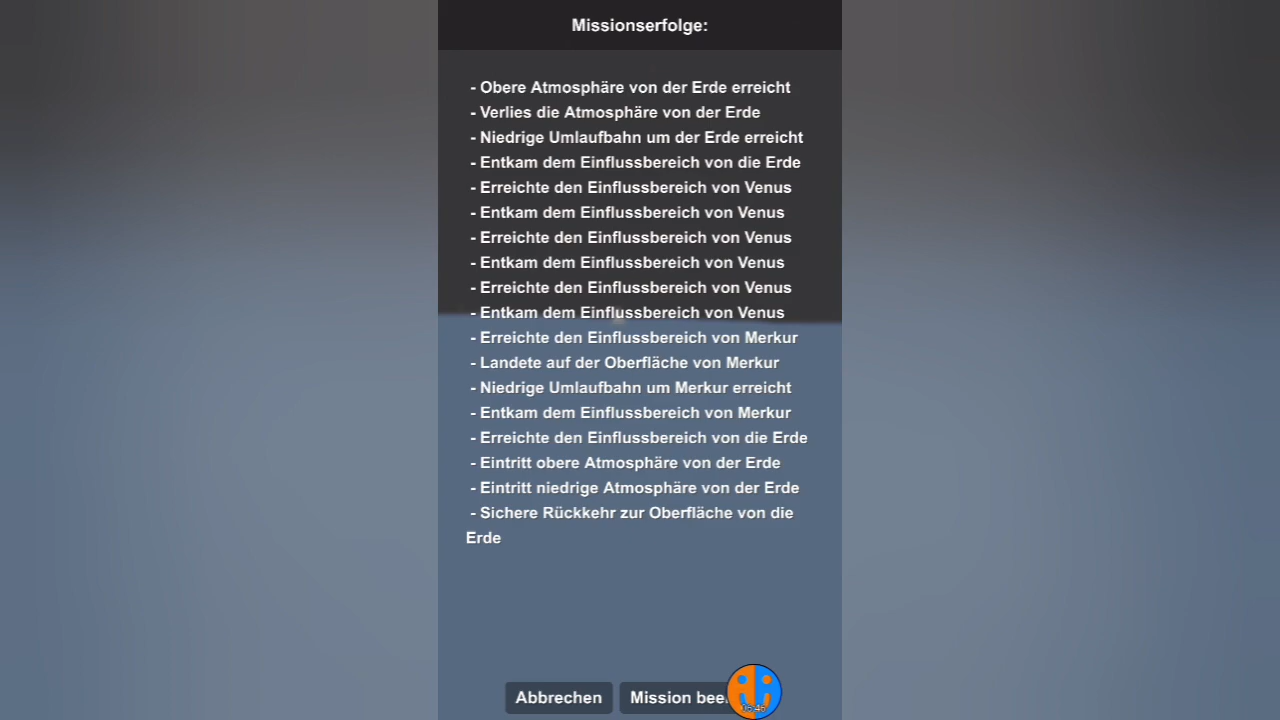 Missionserfolge:
- Obere Atmosphäre von der Erde erreicht
- Verlies die Atmosphäre von der Erde
- Niedrige Umlaufbahn um der Erde erreicht
- Entkam dem Einflussbereich von die Erde
- Erreichte den Einflussbereich von Venus
- Entkam dem Einflussbereich von Venus
- Erreichte den Einflussbereich von Venus
- Entkam dem Einflussbereich von Venus
- Erreichte den Einflussbereich von Venus
- Entkam dem Einflussbereich von Venus
- Erreichte den Einflussbereich von Merkur
- Landete auf der Oberfläche von Merkur
- Niedrige Umlaufbahn um Merkur erreicht
- Entkam dem Einflussbereich von Merkur
- Erreichte den Einflussbereich von die Erde
- Eintritt obere Atmosphäre von der Erde
- Eintritt niedrige Atmosphäre von der Erde
- Sichere Rückkehr zur Oberfläche von die
Erde
Abbrechen Mission